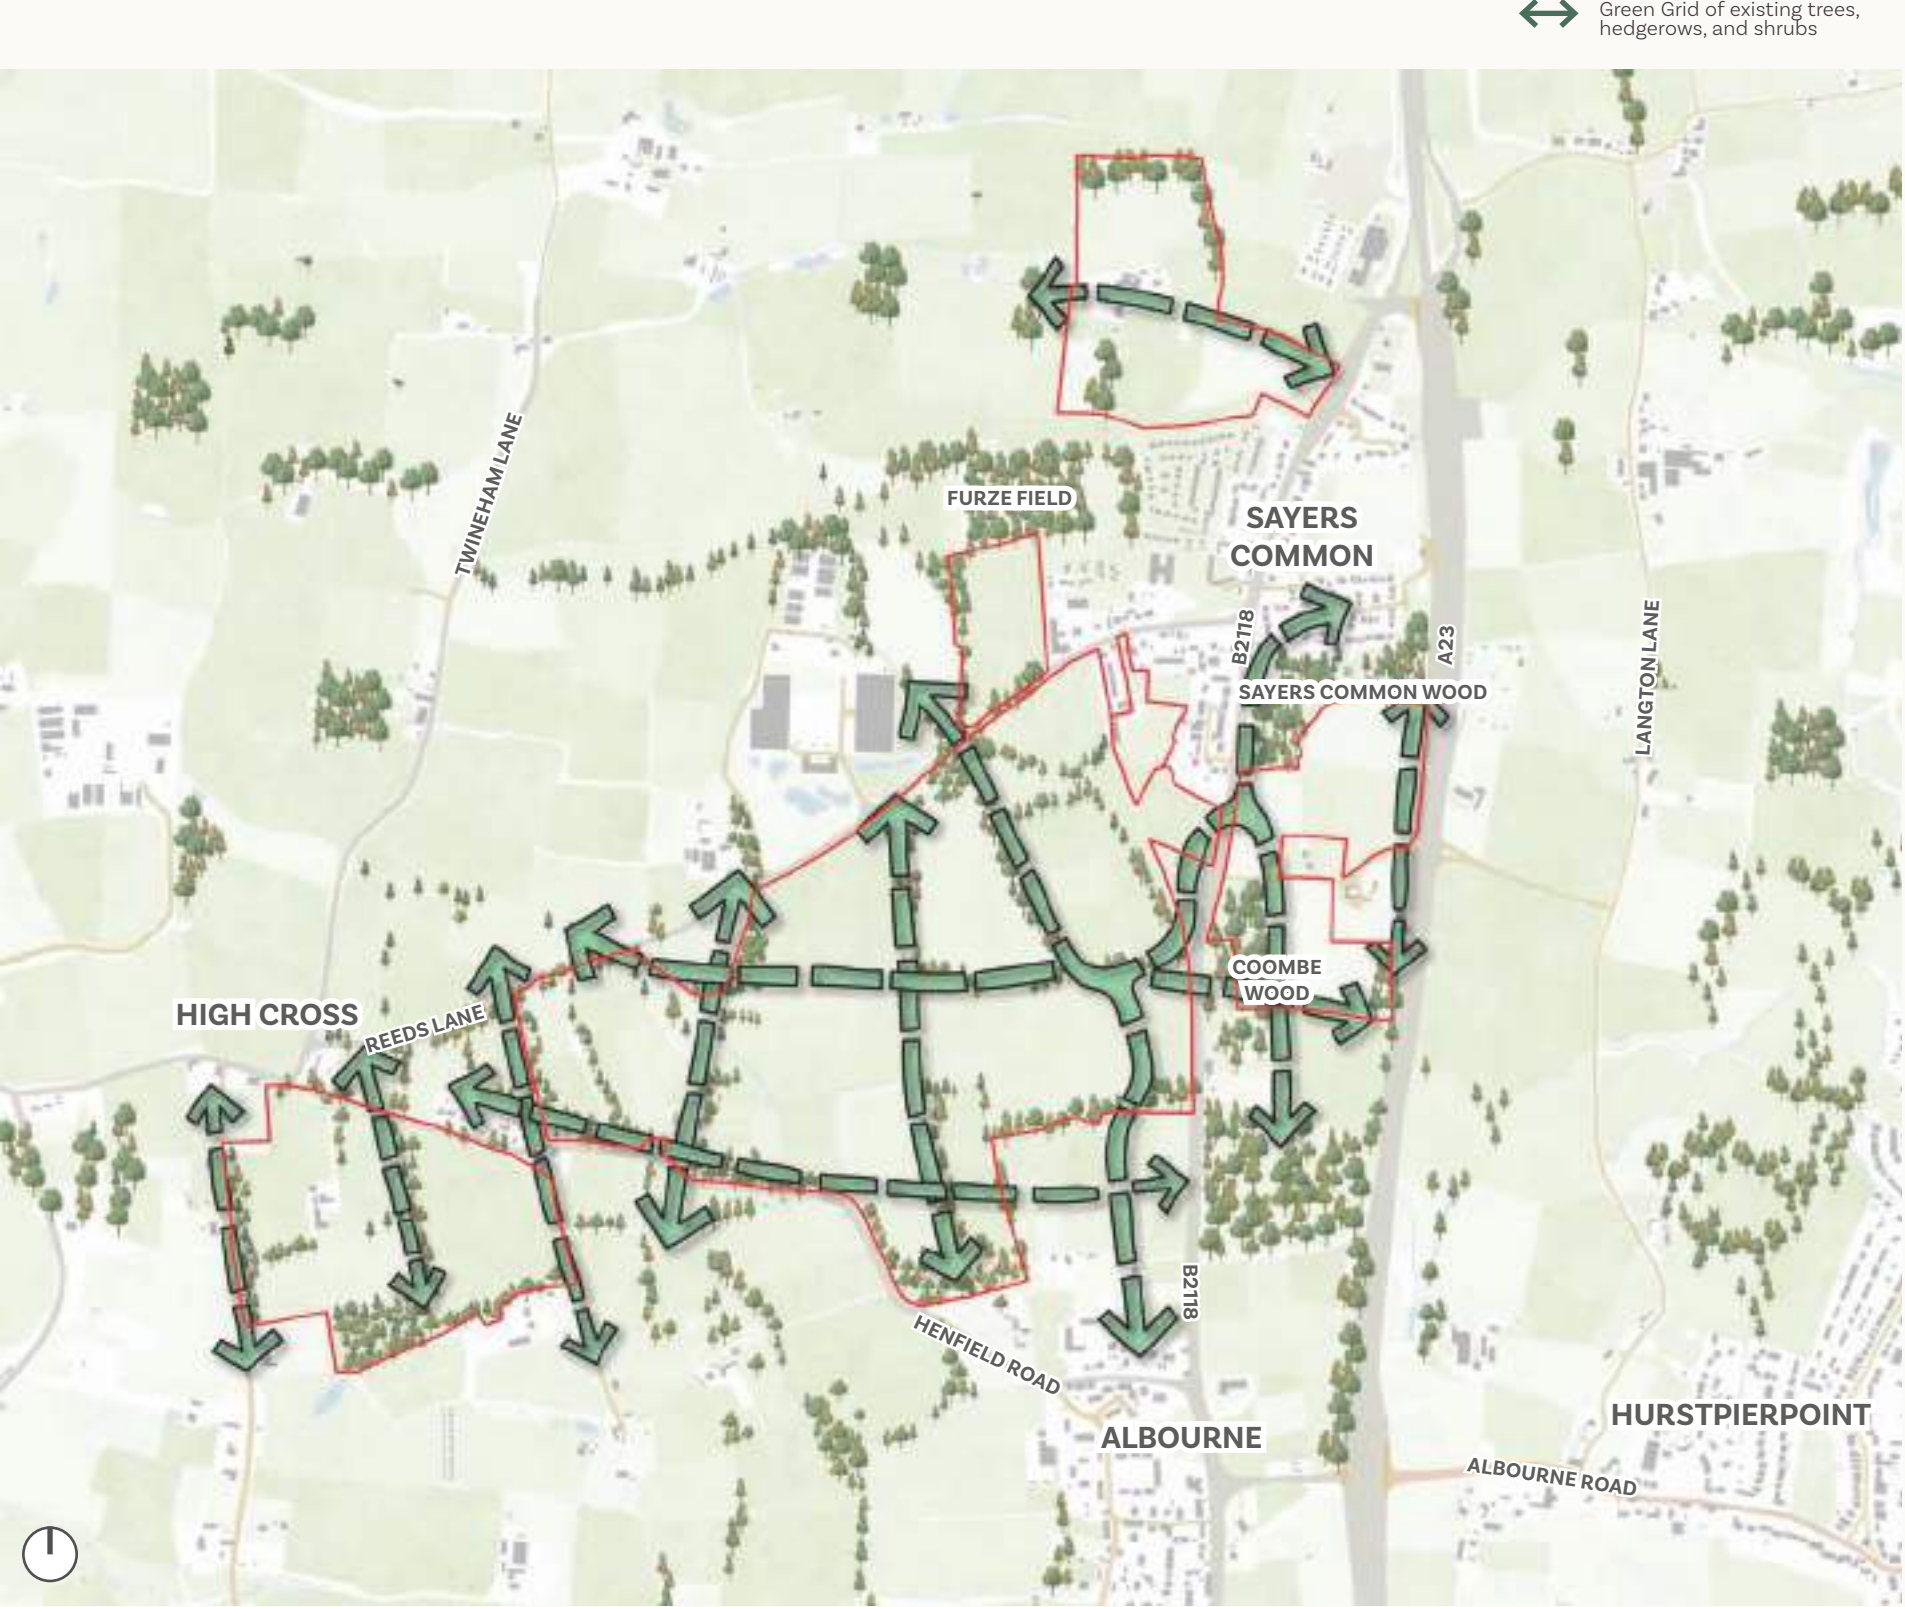 Green Grid of existing trees,
hedgerows, and shrubs
TWINEHAM LANE
FURZE FIELD
SAYERS
COMMON
B2118
A23
LANGTON LANE
SAYERS COMMON WOOD
COOMBE
WOOD
HIGH CROSS
REEDS LANE
B2118
HENFIELD ROAD
ALBOURNE
HURSTPIERPOINT
ALBOURNE ROAD